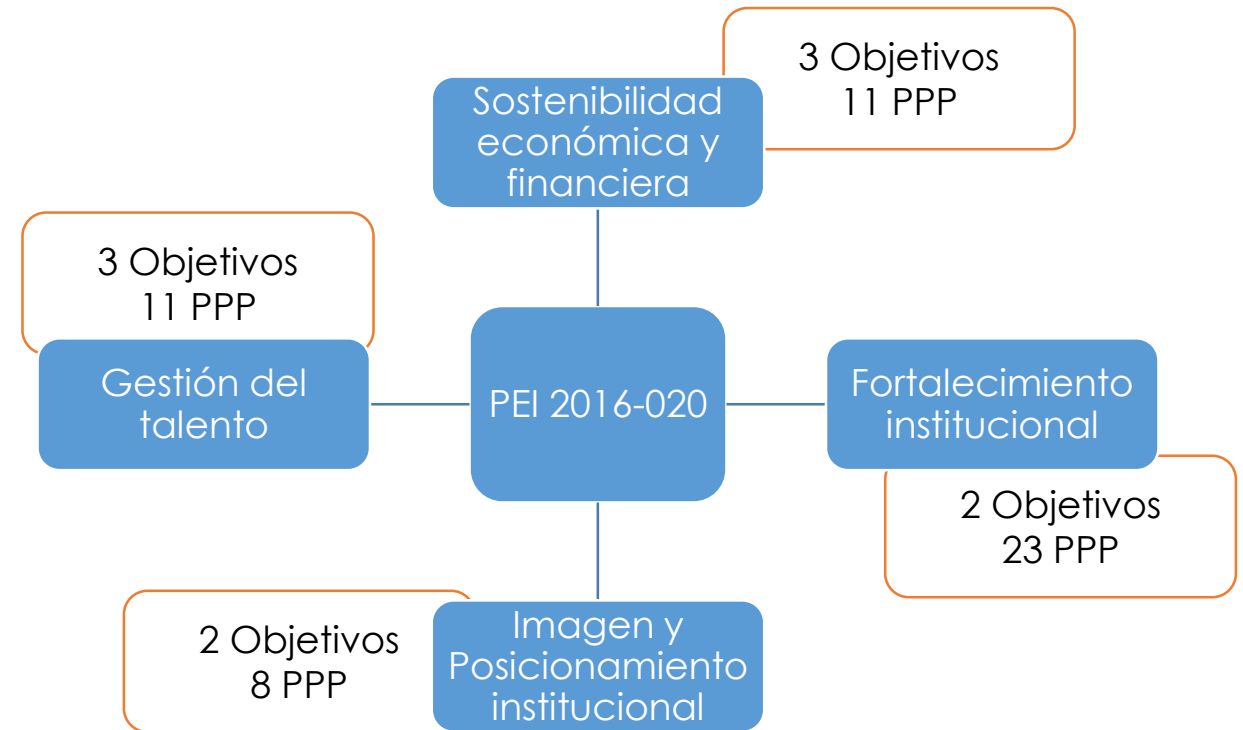 3 Objetivos
11 PPP
Sostenibilidad
económica y
financiera
3 Objetivos
11 PPP
Gestión del
talento
PEI 2016-020
Fortalecimiento
institucional
2 Objetivos
23 PPP
2 Objetivos
8 PPP
Imagen y
Posicionamiento
institucional